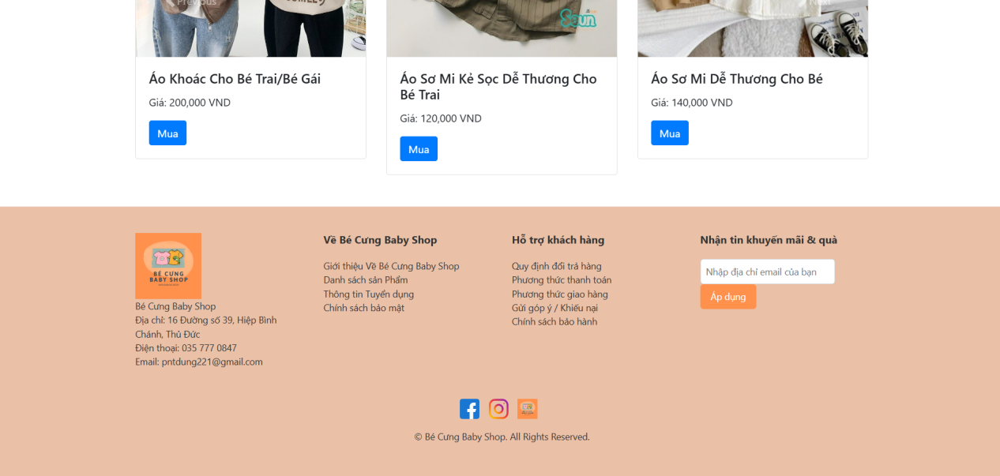 Previous
Next
Áo Khoác Cho Bé Trai/Bé Gái
Giá: 200,000 VND
Mua
Áo Sơ Mi Kẻ Sọc Dễ Thương Cho
Bé Trai
Giá: 120,000 VND
Mua
Áo Sơ Mi Dễ Thương Cho Bé
Giá: 140,000 VND
Mua
BÉ CƯNG
BABY SHOP
Bé Cưng Baby Shop
Địa chỉ: 16 Đường số 39, Hiệp Bình
Chánh, Thủ Đức
Điện thoại: 035 777 0847
Email: pntdung221@gmail.com
Về Bé Cưng Baby Shop
Giới thiệu Về Bé Cưng Baby Shop
Danh sách sản Phẩm
Thông tin Tuyển dụng
Chính sách bảo mật
Hỗ trợ khách hàng
Quy định đổi trả hàng
Phương thức thanh toán
Phương thức giao hàng
Gửi góp ý / Khiếu nại
Chính sách bảo hành
Nhận tin khuyến mãi & quà
Nhập địa chỉ email của bạn
Áp dụng
© Bé Cưng Baby Shop. All Rights Reserved.